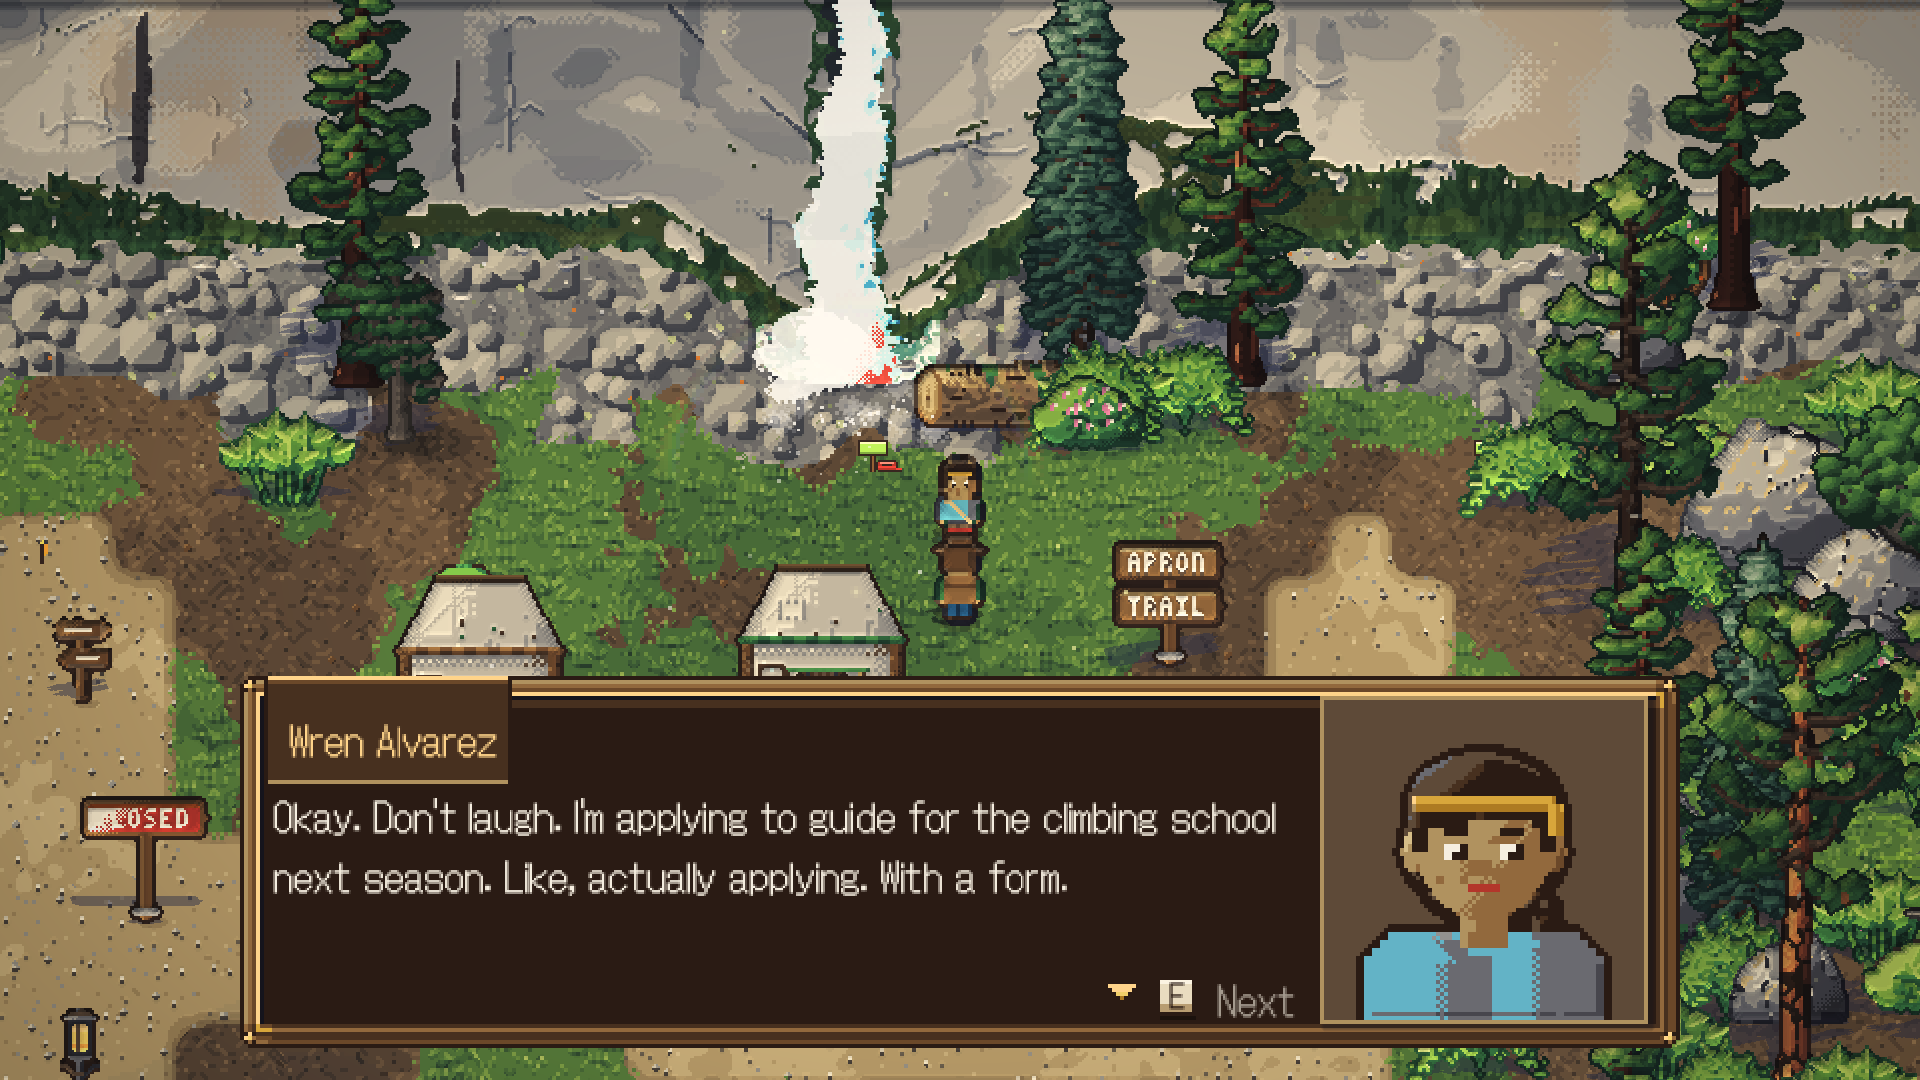 APRON
TRAIL
LOSED
Wren Alvarez
Okay. Don't laugh. I'm applying to guide for the climbing school
next season. Like, actually applying. With a form.
E Next